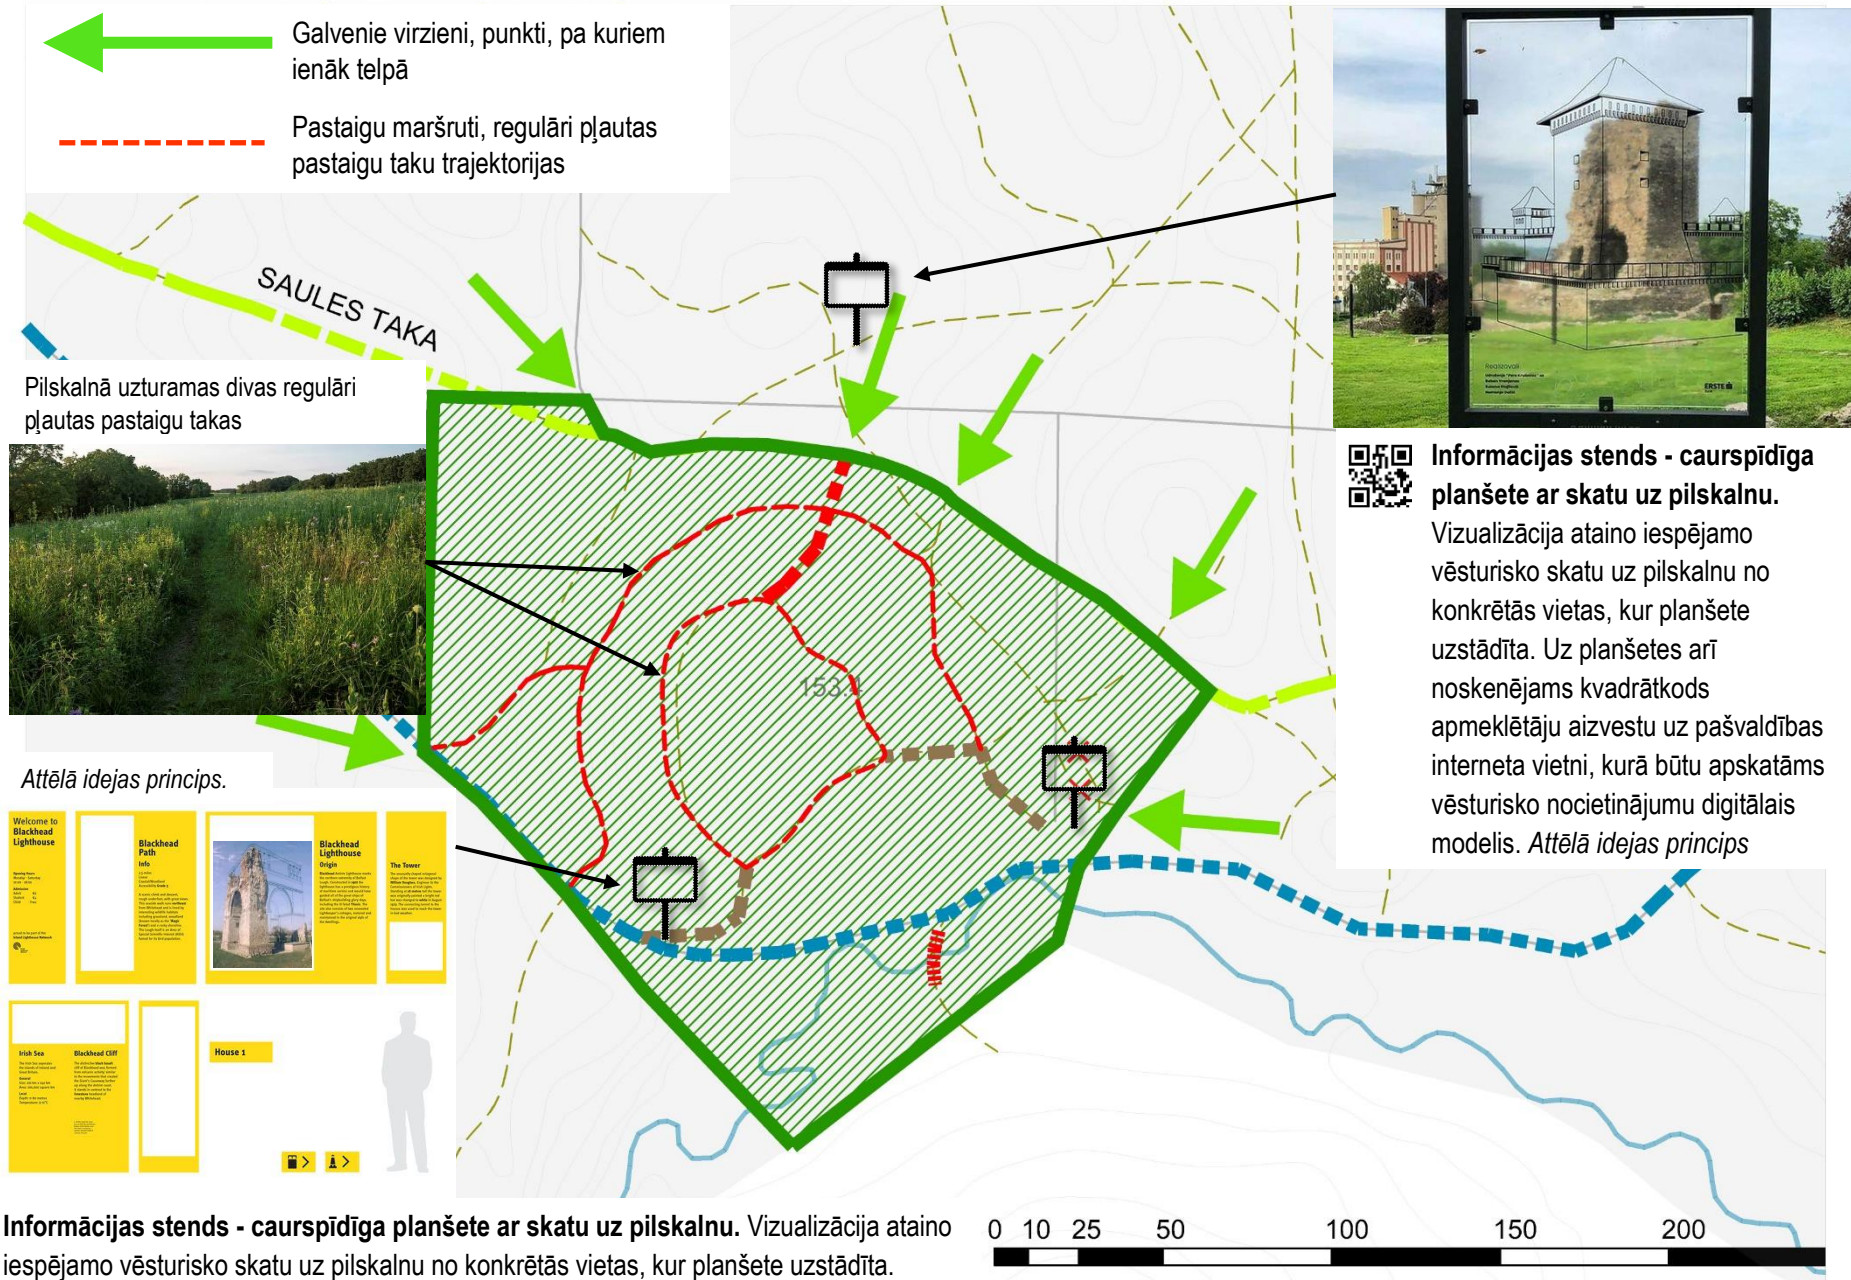 Galvenie virzieni, punkti, pa kuriem
ienāk telpā
Pastaigu maršruti, regulāri pļautas
pastaigu taku trajektorijas
SAULES TAKA
Pilskalnā uzturamas divas regulāri
pļautas pastaigu takas
153.4
Attēlā idejas princips.
Realizovali
ERSTE
Informācijas stends - caurspīdīga
planšete ar skatu uz pilskalnu.
Vizualizācija ataino iespējamo
vēsturisko skatu uz pilskalnu no
konkrētās vietas, kur planšete
uzstādīta. Uz planšetes arī
noskenējams kvadrātkods
apmeklētāju aizvestu uz pašvaldības
interneta vietni, kurā būtu apskatāms
vēsturisko nocietinājumu digitālais
modelis. Attēlā idejas princips
Welcome to
Blackhead
Lighthouse
Blackhead
Path
Info
Blackhead
Lighthouse
Origin
The Tower
Irish Sea
Blackhead Cliff
House 1
Informācijas stends - caurspīdīga planšete ar skatu uz pilskalnu. Vizualizācija ataino
iespējamo vēsturisko skatu uz pilskalnu no konkrētās vietas, kur planšete uzstādīta.
0 10 25 50 100 150 200